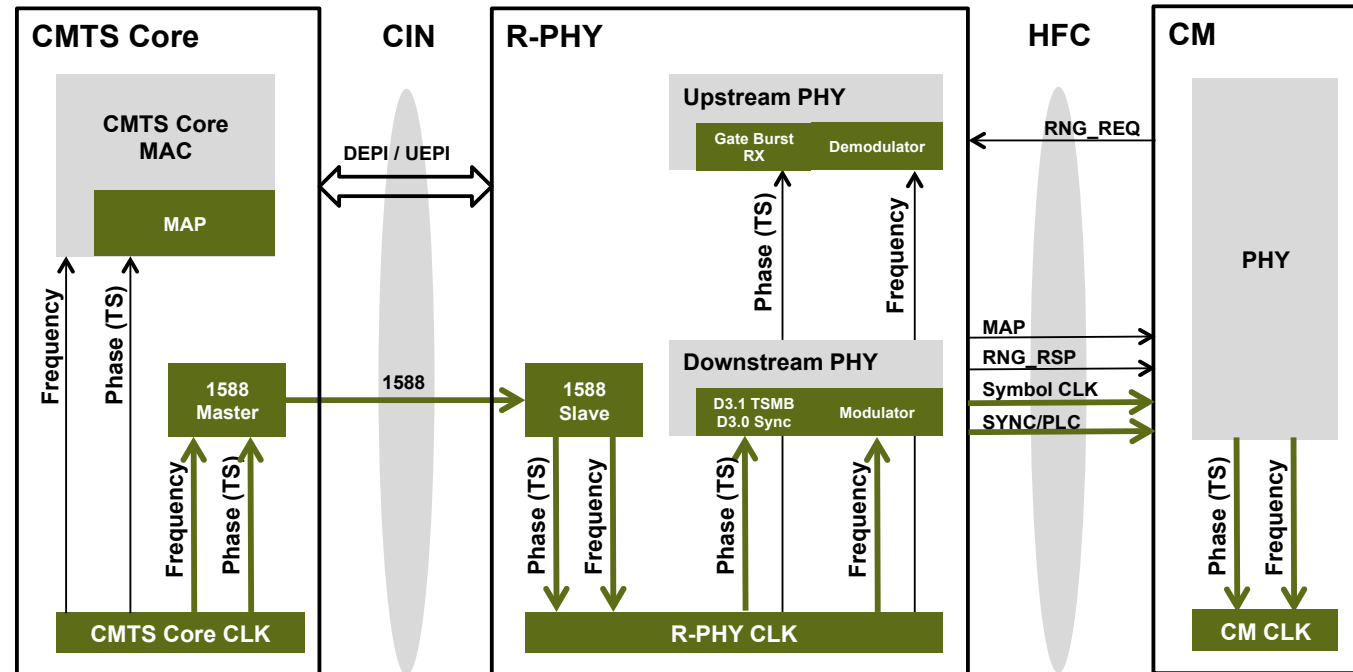 CMTS Core
CIN
R-PHY
HFC
CM
CMTS Core
MAC
MAP
DEPI / UEPI
Upstream PHY
Gate Burst
RX
Demodulator
RNG_REQ
PHY
Frequency
Phase (TS)
Phase (TS)
Frequency
MAP
RNG_RSP
Symbol CLK
SYNC/PLC
1588
Master
1588
1588
Slave
Downstream PHY
D3.1 TSMB
D3.0 Sync
Modulator
Frequency
Phase (TS)
Phase (TS)
Frequency
Phase (TS)
Frequency
Phase (TS)
Frequency
CMTS Core CLK
R-PHY CLK
CM CLK